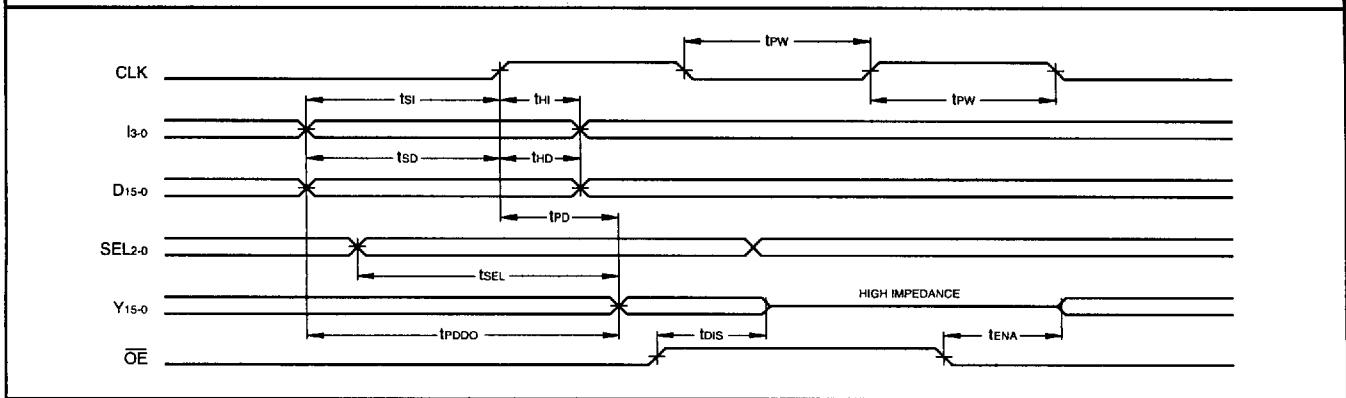 tPW
CLK
tSI tHI tPW
I3-0
tSD tHD
D15-0
tPD
SEL2-0
tSEL
HIGH IMPEDANCE
Y15-0
tPDDO tDIS tENA
OE